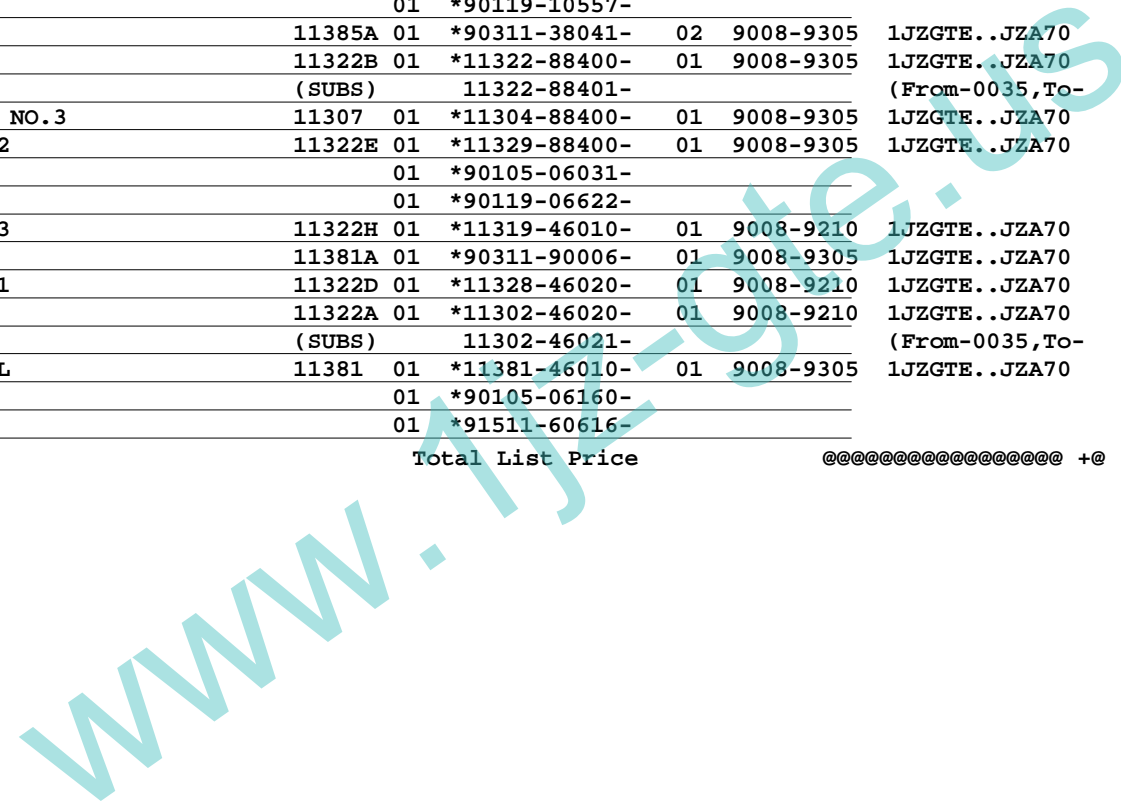 01 *90119-10557-
11385A 01 *90311-38041- 02 9008-9305 1JZGTE..JZA70
11322B 01 *11322-88400- 01 9008-9305 1JZGTE..JZA70
(SUBS) 11322-88401- (From-0035,To-
NO.3 11307 01 *11304-88400- 01 9008-9305 1JZGTE..JZA70
2 11322E 01 *11329-88400- 01 9008-9305 1JZGTE..JZA70
01 *90105-06031-
01 *90119-06622-
3 11322H 01 *11319-46010- 01 9008-9210 1JZGTE..JZA70
11381A 01 *90311-90006- 01 9008-9305 1JZGTE..JZA70
1 11322D 01 *11328-46020- 01 9008-9210 1JZGTE..JZA70
11322A 01 *11302-46020- 01 9008-9210 1JZGTE..JZA70
(SUBS) 11302-46021- (From-0035,To-
L 11381 01 *11381-46010- 01 9008-9305 1JZGTE..JZA70
01 *90105-06160-
01 *91511-60616-
Total List Price @@@@@@@@@@@@@@@@@ +@
www.1jz-gte.us